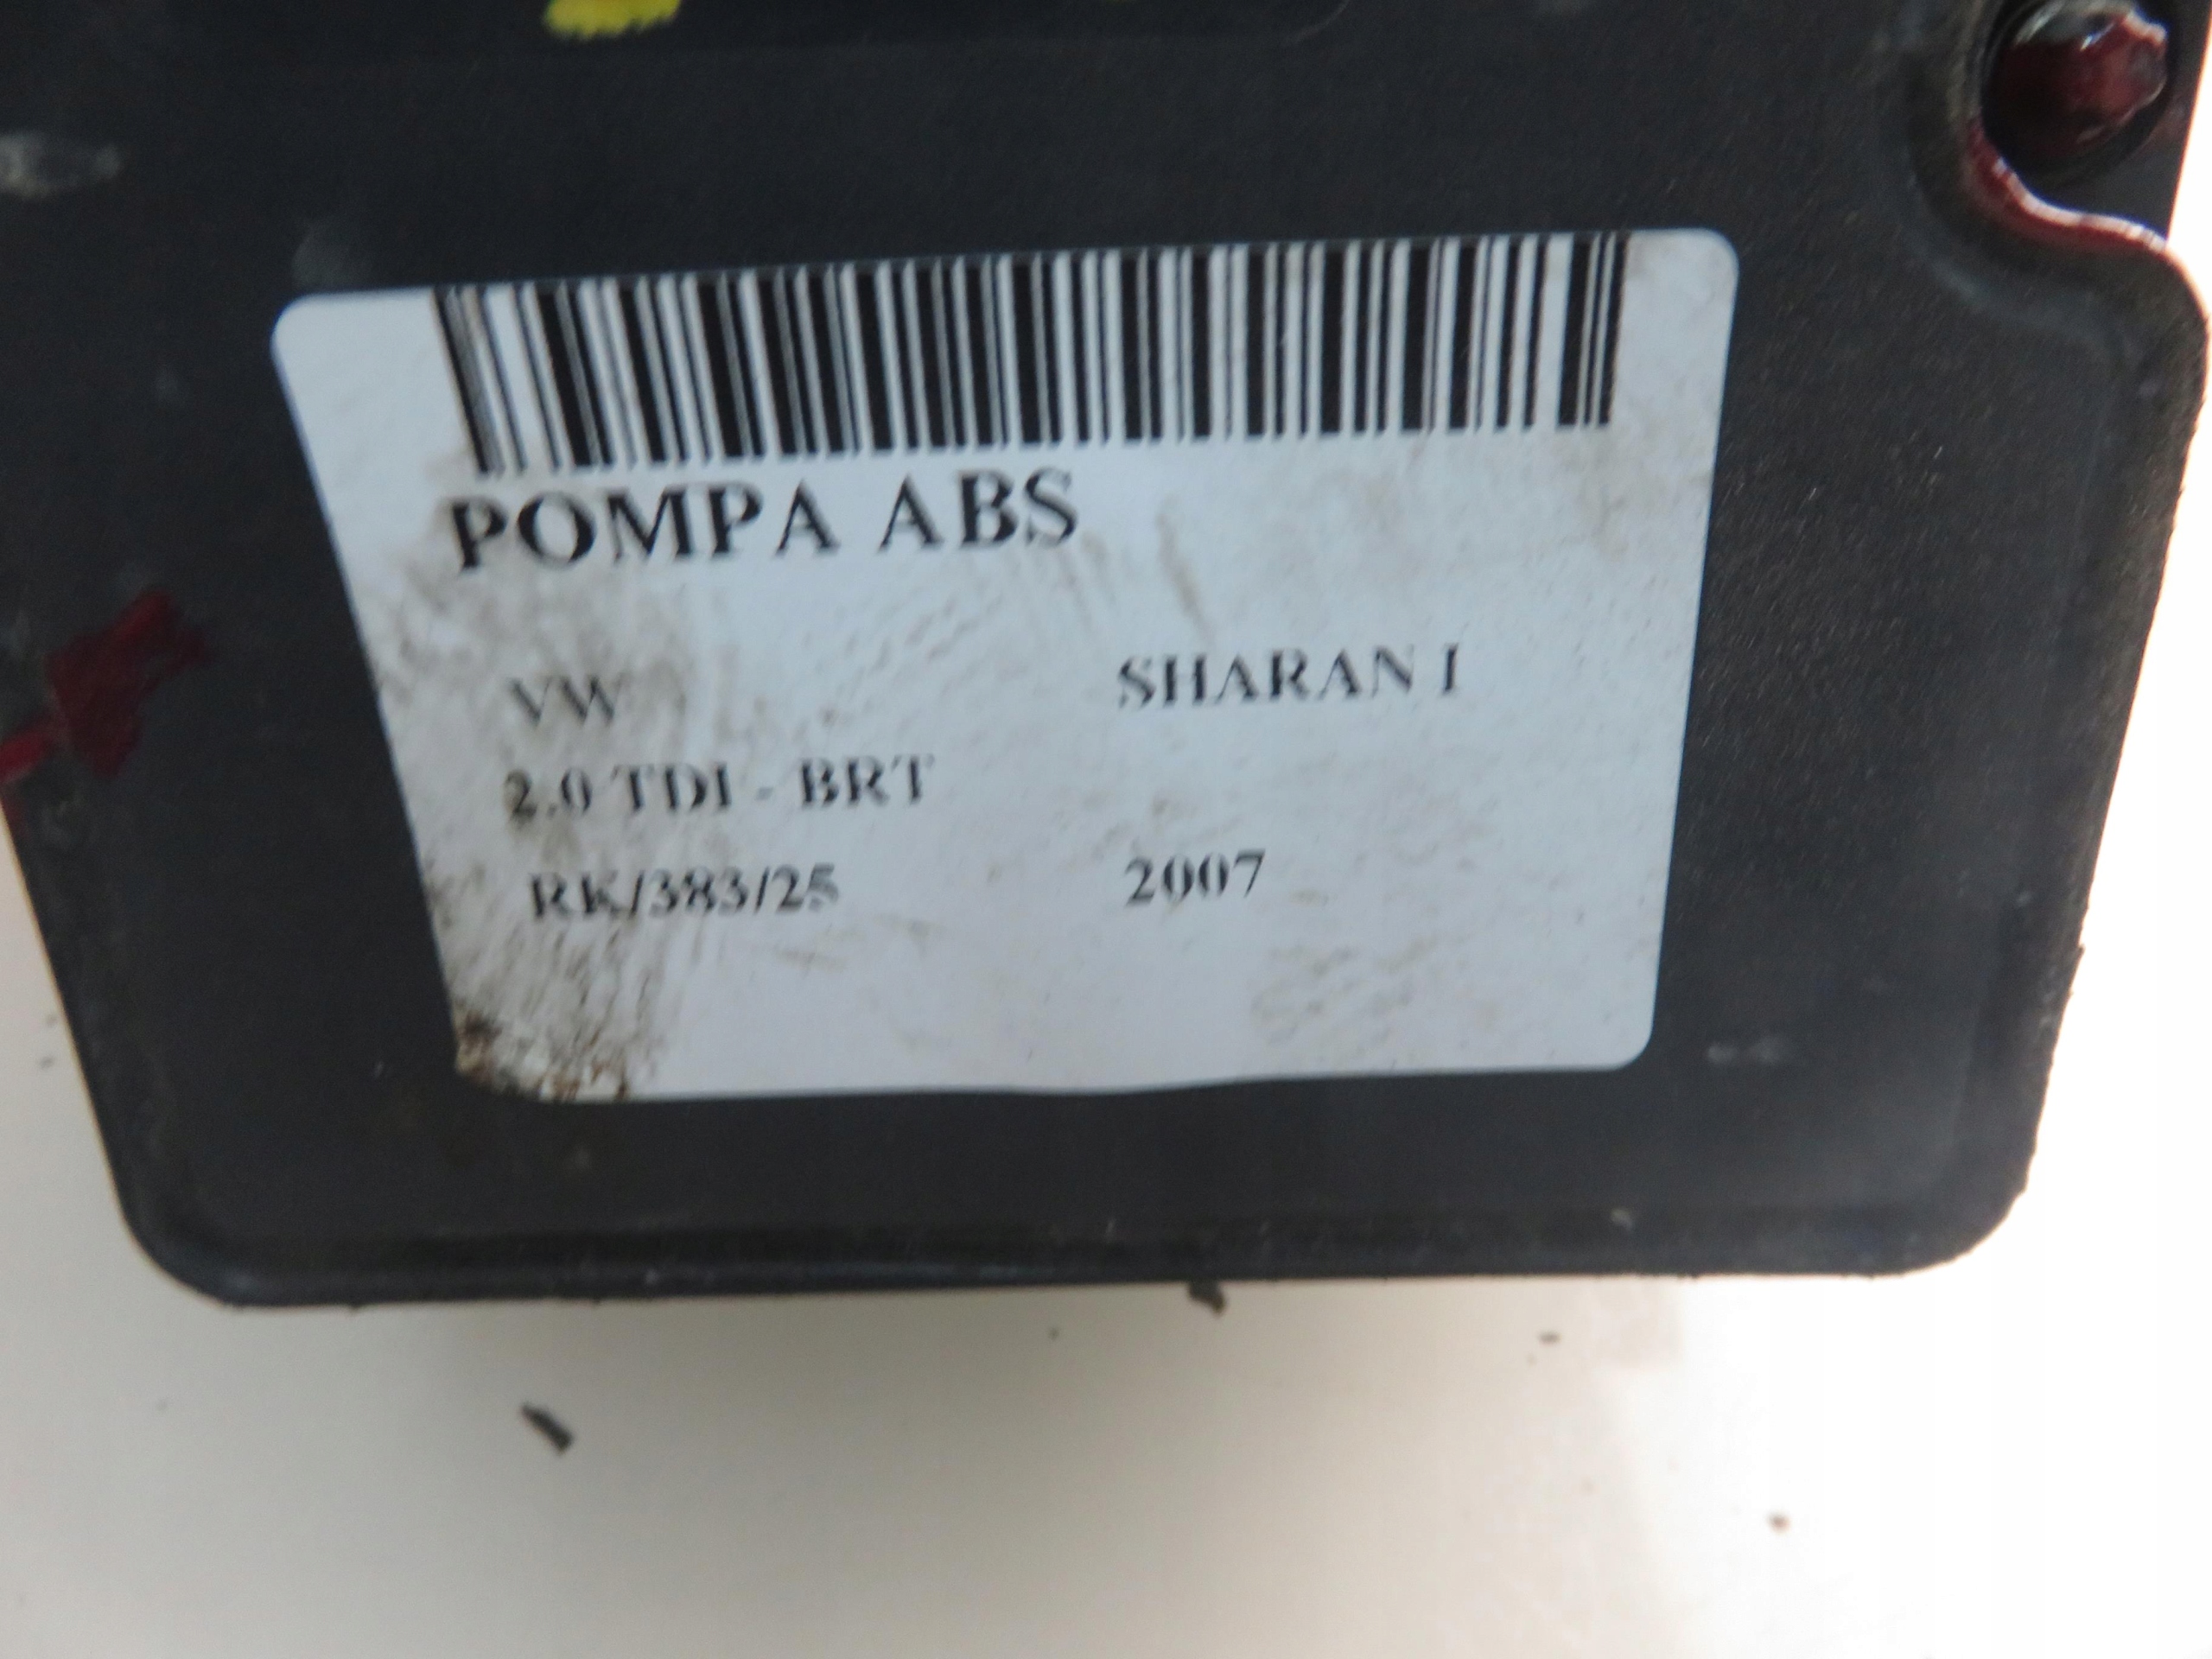 POMPA ABS
VW SHARAN I
2.0 TDI - BRT
RK/383/25 2007